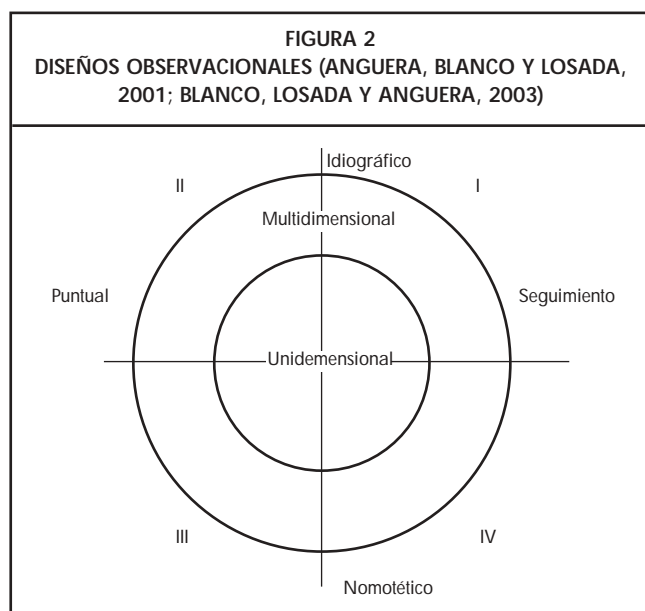 FIGURA 2
DISEÑOS OBSERVACIONALES (ANGUERA, BLANCO Y LOSADA,
2001; BLANCO, LOSADA Y ANGUERA, 2003)
Idiográfico
II
I
Multidimensional
Puntual
Seguimiento
Unidemensional
III
IV
Nomotético